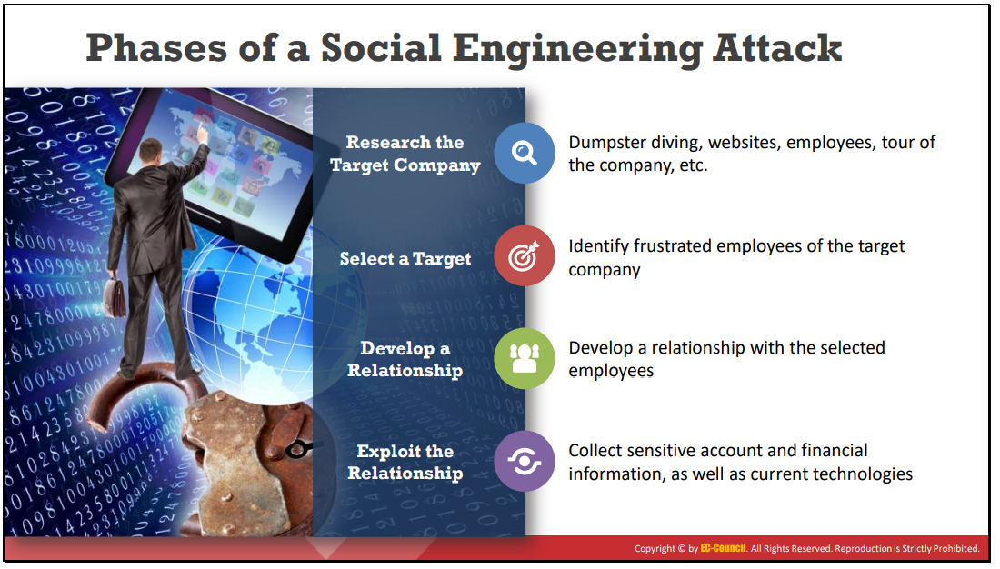 Phases of a Social Engineering Attack
Research the
Target Company
Dumpster diving, websites, employees, tour of
the company, etc.
Select a Target
Identify frustrated employees of the target
company
Develop a
Relationship
Develop a relationship with the selected
employees
Exploit the
Relationship
Collect sensitive account and financial
information, as well as current technologies
Copyright © by EC-Council. All Rights Reserved. Reproduction is Strictly Prohibited.